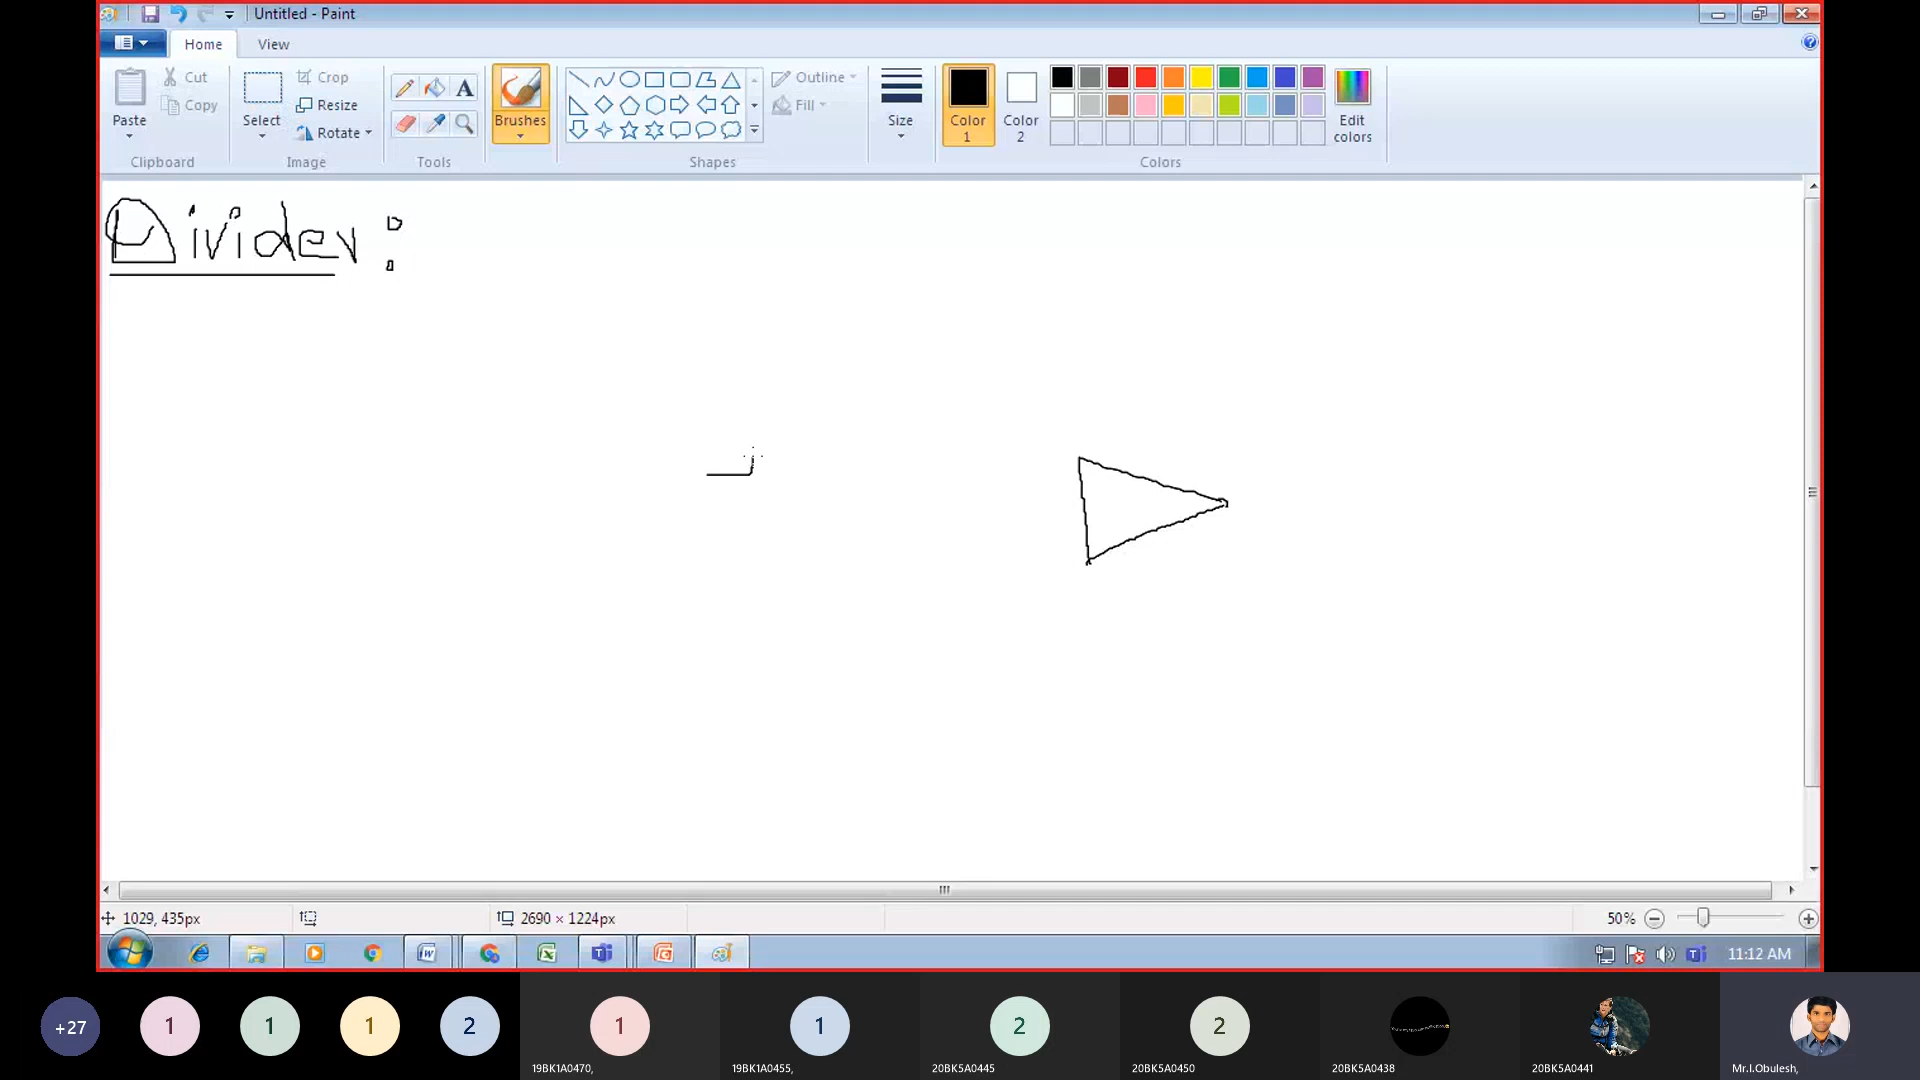 Untitled - Paint
Home
View
Paste
Cut
Copy
Clipboard
Select
Crop
Resize
Rotate
Image
A
Tools
Brushes
Shapes
Outline
Fill
Size
Color
1
Color
2
Edit
colors
Colors
Divider :
1029, 435px
2690 × 1224px
50%
11:12 AM
+27
1
1
1
2
1
1
2
2
19BK1A0470,
19BK1A0455,
20BK5A0445
20BK5A0450
20BK5A0438
20BK5A0441
Mr.I.Obulesh,